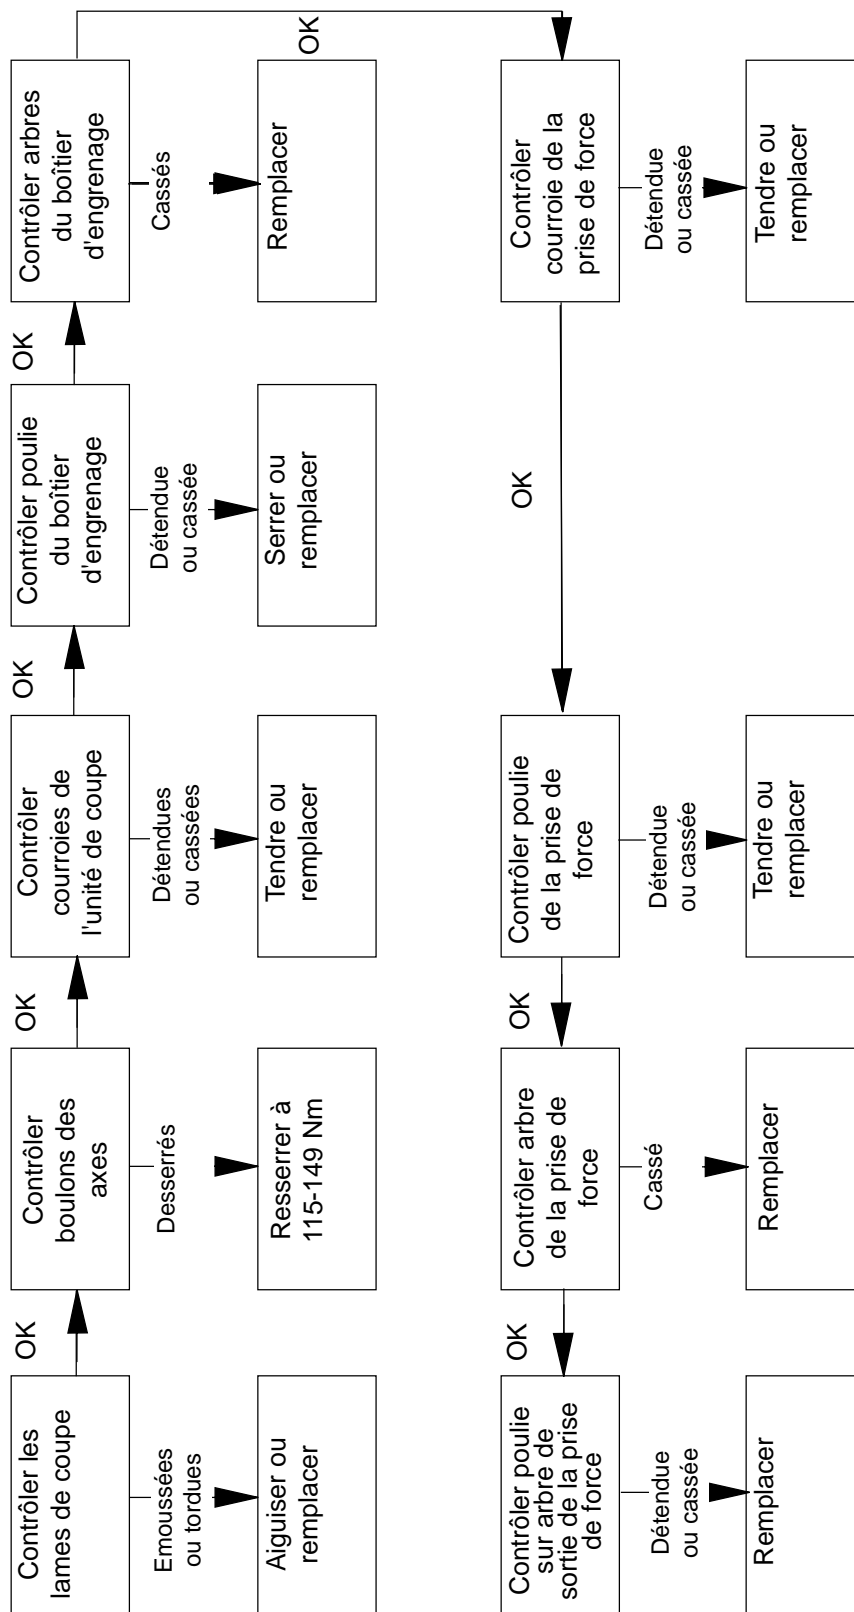 Contrôler les
lames de coupe
OK
Emoussées
ou tordues
Aiguiser ou
remplacer
Contrôler
boulons des
axes
OK
Desserrés
Resserrer à
115-149 Nm
Contrôler
courroies de
l'unité de coupe
OK
Détendues
ou cassées
Tendre ou
remplacer
Contrôler poulie
du boîtier
d'engrenage
OK
Détendue
ou cassée
Serrer ou
remplacer
Contrôler arbres
du boîtier
d'engrenage
OK
Cassés
Remplacer
Contrôler
courroie de la
prise de force
OK
Détendue
ou cassée
Tendre ou
remplacer
Contrôler poulie
de la prise de
force
OK
Détendue
ou cassée
Tendre ou
remplacer
Contrôler arbre
de la prise de
force
OK
Cassé
Remplacer
Contrôler poulie
sur arbre de
sortie de la prise
de force
Détendue
ou cassée
Remplacer